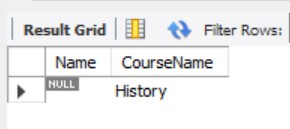 Result Grid Filter Rows:
Name CourseName
NULL History